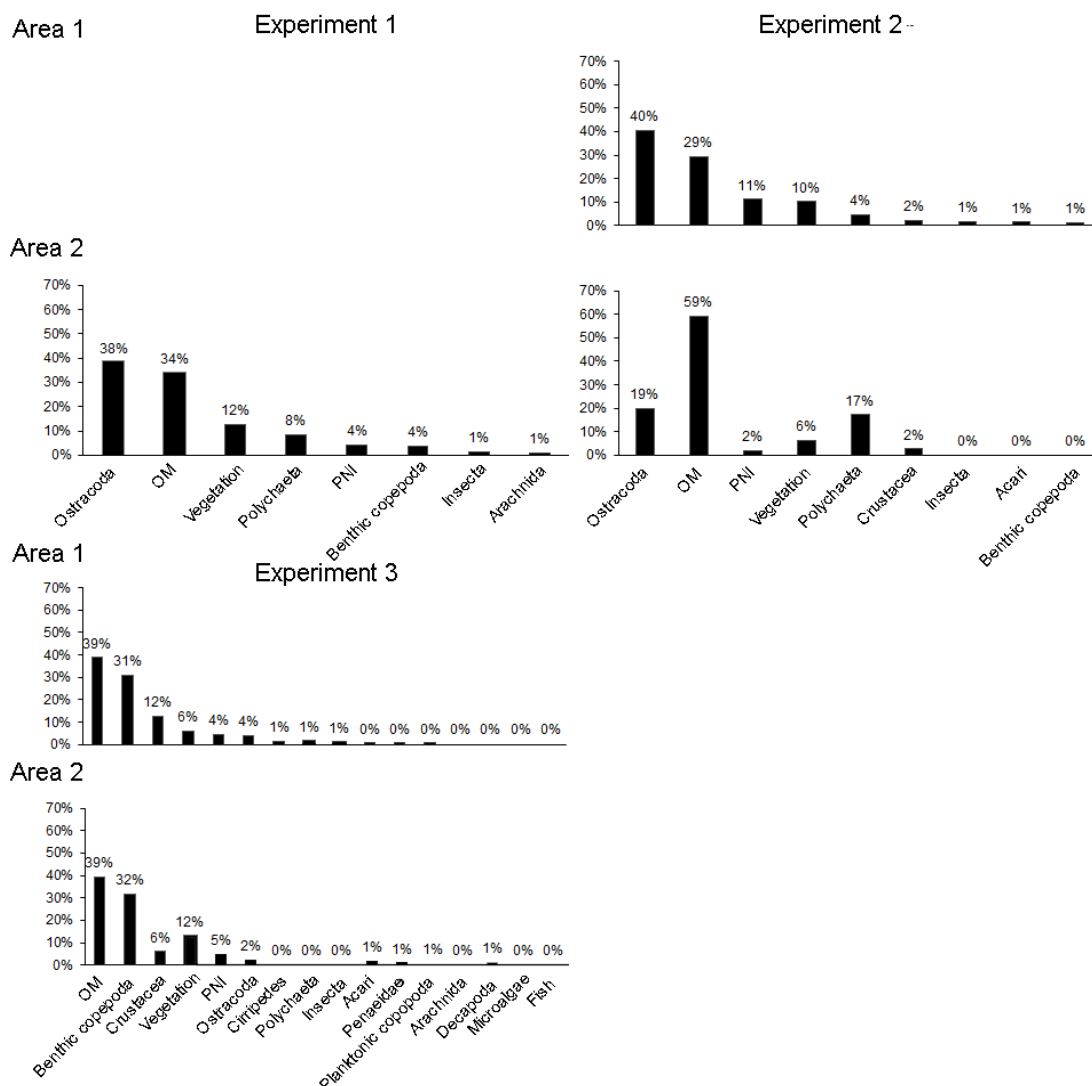 Area 1
Experiment 1
Experiment 2--
70%
60%
50%
40%
30%
20%
10%
0%
40%
29%
11%
10%
4%
2%
1%
1%
1%
Area 2
70%
60%
50%
40%
30%
20%
10%
0%
38%
34%
12%
8%
4%
4%
1%
1%
Ostracoda
OM
Vegetation
Polychaeta
PNI
Benthic copepoda
Insecta
Arachnida
70%
60%
50%
40%
30%
20%
10%
0%
19%
59%
2%
6%
17%
2%
0%
0%
0%
Ostracoda
OM
PNI
Vegetation
Polychaeta
Crustacea
Insecta
Acari
Benthic copepoda
Area 1
Experiment 3
70%
60%
50%
40%
30%
20%
10%
0%
39%
31%
12%
6%
4%
4%
1%
1%
1%
0%
0%
0%
0%
0%
0%
0%
Area 2
70%
60%
50%
40%
30%
20%
10%
0%
39%
32%
6%
12%
5%
2%
0%
0%
0%
1%
1%
1%
0%
1%
0%
0%
OM
Benthic copepoda
Crustacea
Vegetation
PNI
Ostracoda
Cirripedes
Polychaeta
Insecta
Acari
Penaeidae
Planktonic copopoda
Arachnida
Decapoda
Microalgae
Fish